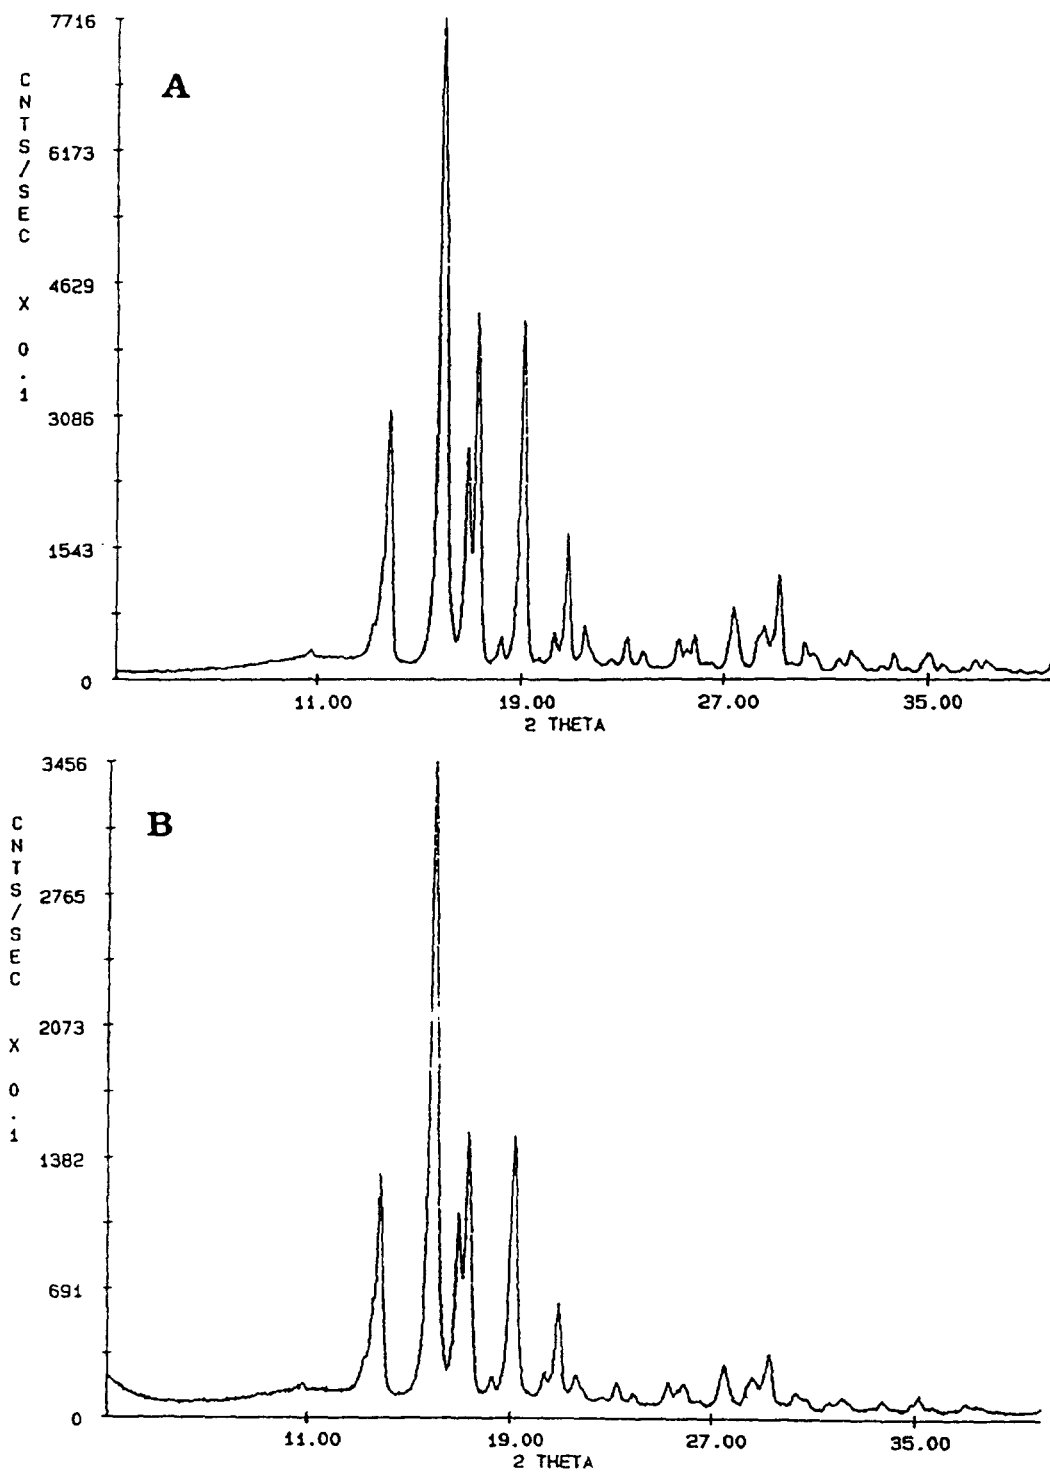 7716
A
CNTS/SEC X 0.1
6173
4629
3086
1543
0
11.00 19.00 27.00 35.00
2 THETA
3456
B
CNTS/SEC X 0.1
2765
2073
1382
691
0
11.00 19.00 27.00 35.00
2 THETA